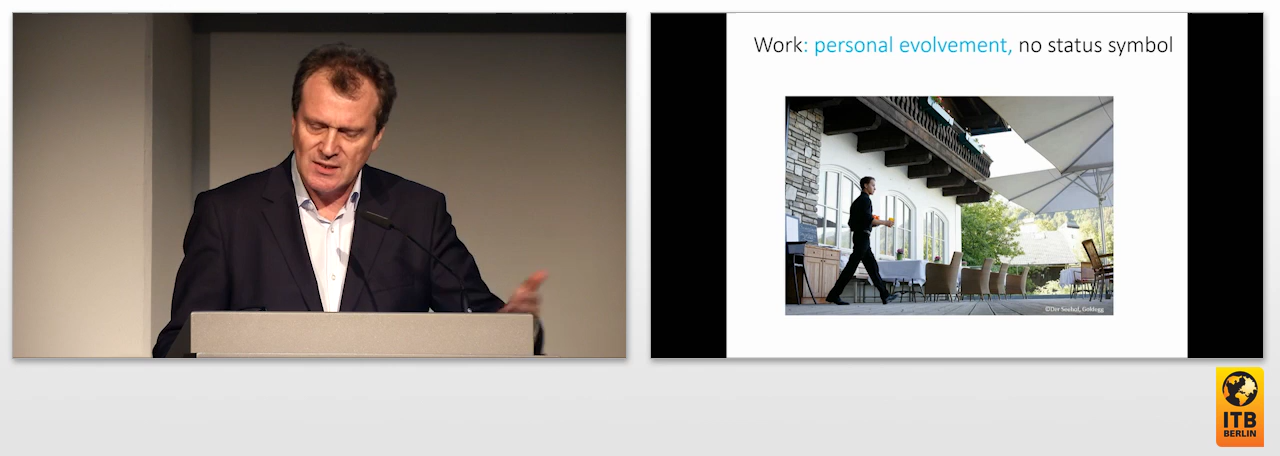 Work: personal evolvement, no status symbol
©Der Seehof, Goldegg
ITB
BERLIN